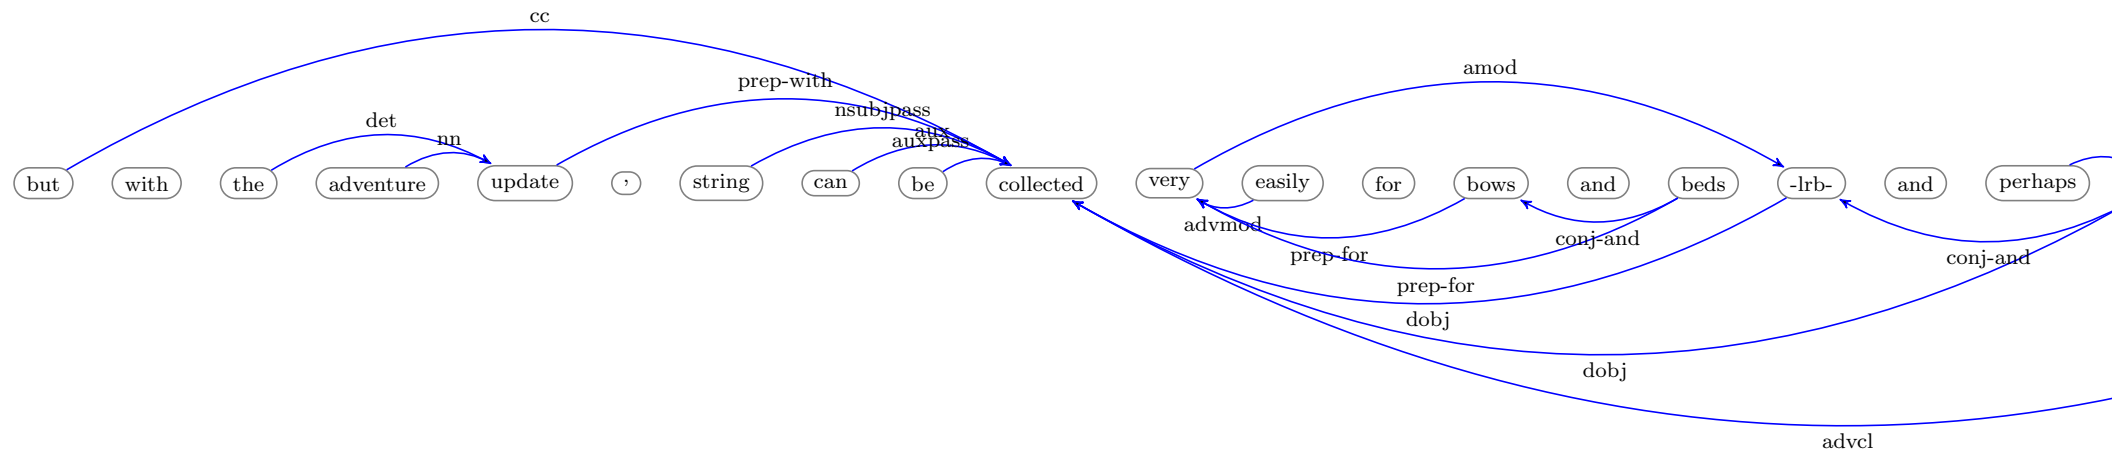 cc
prep-with
amod
nsubjpass
det
aux
nn
auxpass
but with the adventure update , string can be collected very easily for bows and beds -lrb- and perhaps
advmod
conj-and
prep-for
conj-and
prep-for
dobj
dobj
advcl